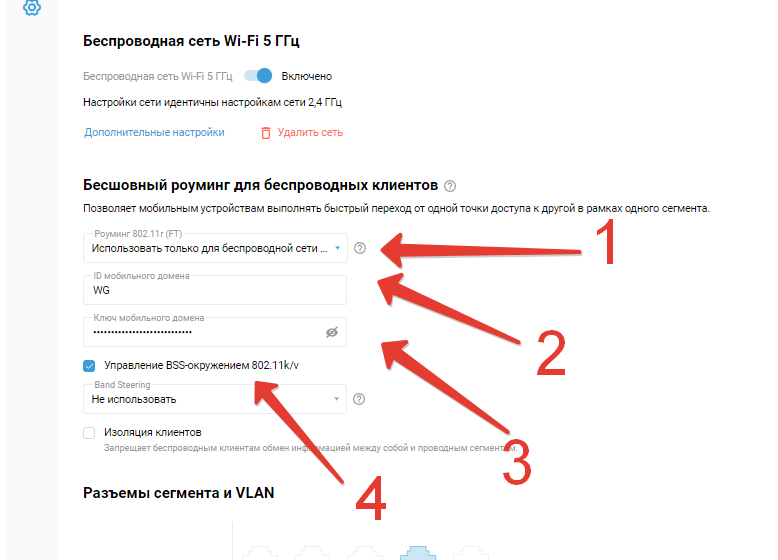 Беспроводная сеть Wi-Fi 5 ГГц
Беспроводная сеть Wi-Fi 5 ГГц Включено
Настройки сети идентичны настройкам сети 2,4 ГГц
Дополнительные настройки Удалить сеть
Бесшовный роуминг для беспроводных клиентов ?
Позволяет мобильным устройствам выполнять быстрый переход от одной точки доступа к другой в рамках одного сегмента.
1
Роуминг 802.11r (FT)
Использовать только для беспроводной сети ... ?
ID мобильного домена
WG
2
Ключ мобильного домена
••••••••••••••••••••••••••••
Управление BSS-окружением 802.11k/v
Band Steering
Не использовать ?
3
Изоляция клиентов
Запрещает беспроводным клиентам обмен информацией между собой и проводным сегментом.
4
Разъемы сегмента и VLAN